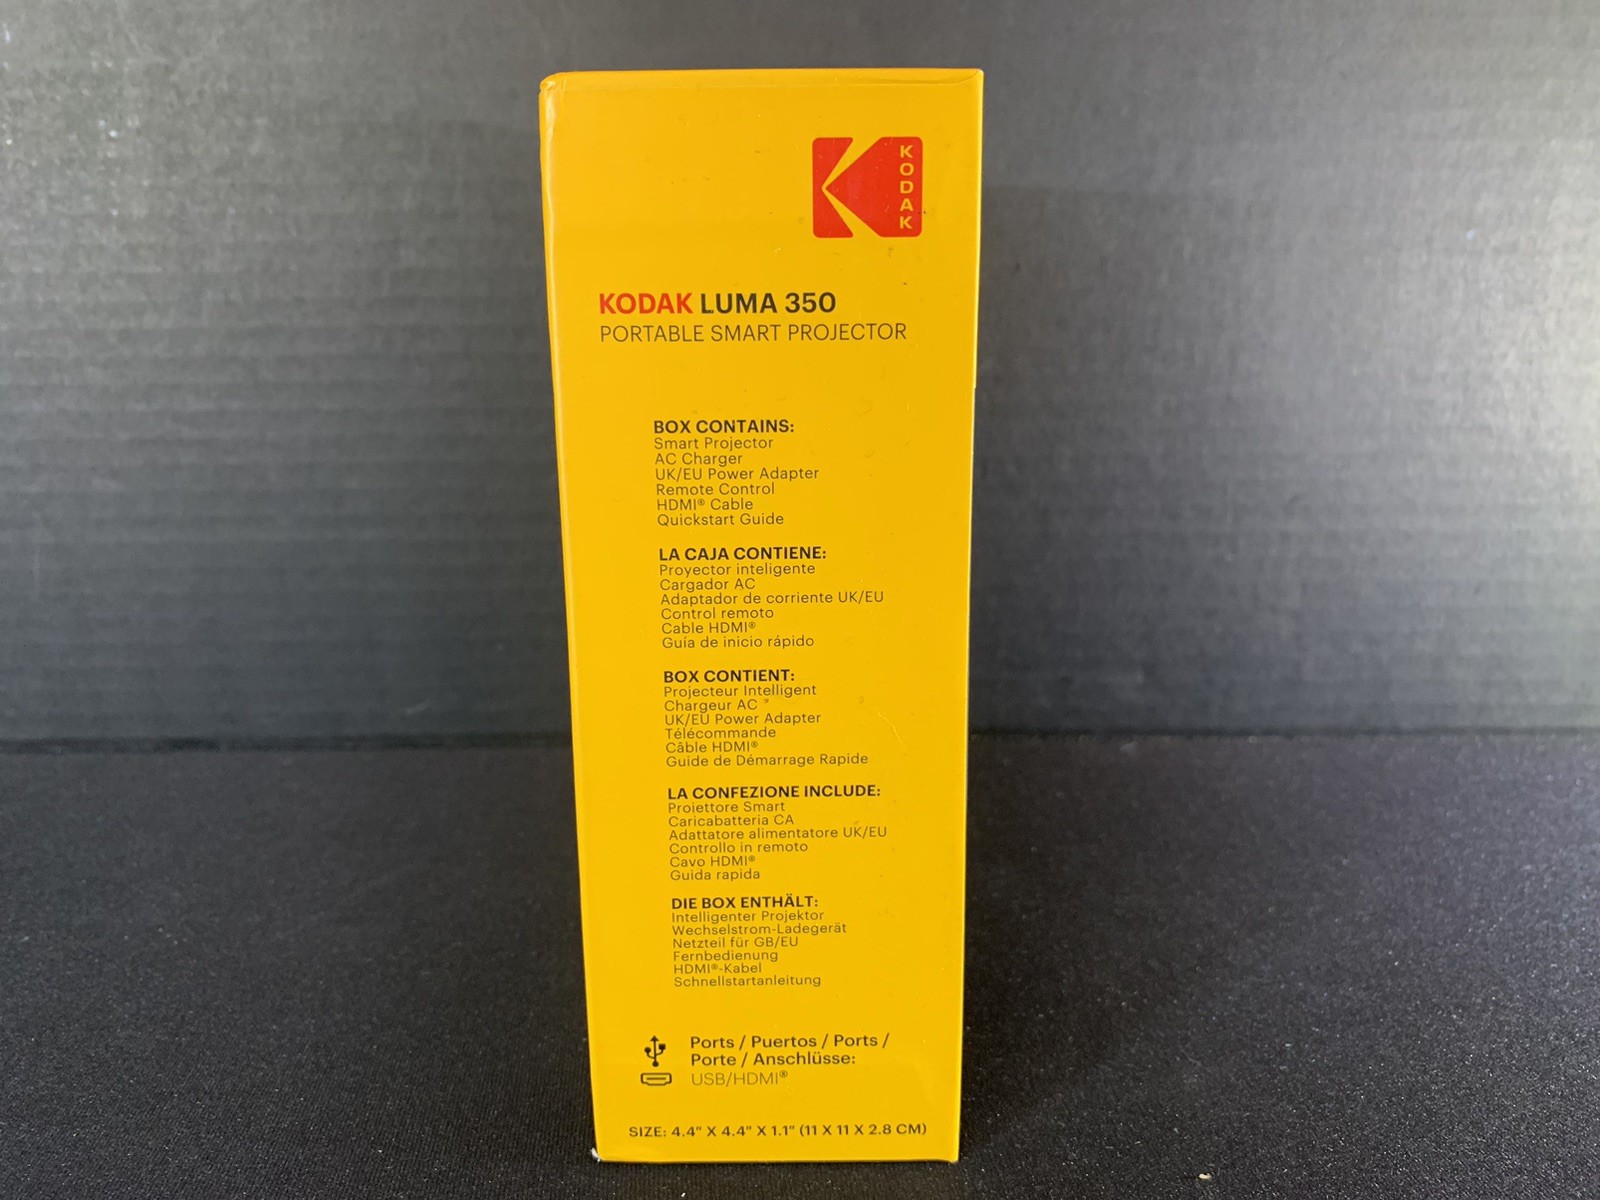 KODAK
KODAK LUMA 350
PORTABLE SMART PROJECTOR
BOX CONTAINS:
Smart Projector
AC Charger
UK/EU Power Adapter
Remote Control
HDMI® Cable
Quickstart Guide
LA CAJA CONTIENE:
Proyector inteligente
Cargador AC
Adaptador de corriente UK/EU
Control remoto
Cable HDMI®
Guía de inicio rápido
BOX CONTIENT:
Projecteur Intelligent
Chargeur AC
UK/EU Power Adapter
Télécommande
Câble HDMI®
Guide de Démarrage Rapide
LA CONFEZIONE INCLUDE:
Proiettore Smart
Caricabatteria CA
Adattatore alimentatore UK/EU
Controllo in remoto
Cavo HDMI®
Guida rapida
DIE BOX ENTHÄLT:
Intelligenter Projektor
Wechselstrom-Ladegerät
Netzteil für GB/EU
Fernbedienung
HDMI®-Kabel
Schnellstartanleitung
Ports / Puertos / Ports /
Porte / Anschlüsse:
USB/HDMI®
SIZE: 4.4" X 4.4" X 1.1" (11 X 11 X 2.8 CM)